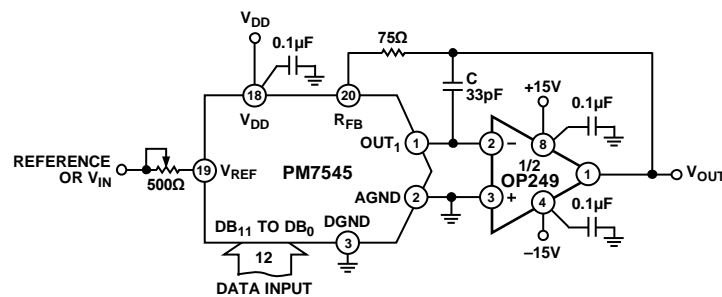 VDD
0.1µF
75Ω
C
33pF
+15V
0.1µF
18
VDD
20
RFB
REFERENCE
OR VIN
500Ω
19
VREF
PM7545
OUT1
1
AGND
2
2
–
3
+
1/2
OP249
8
1
VOUT
4
0.1µF
–15V
DB11 TO DB0
DGND
3
12
DATA INPUT